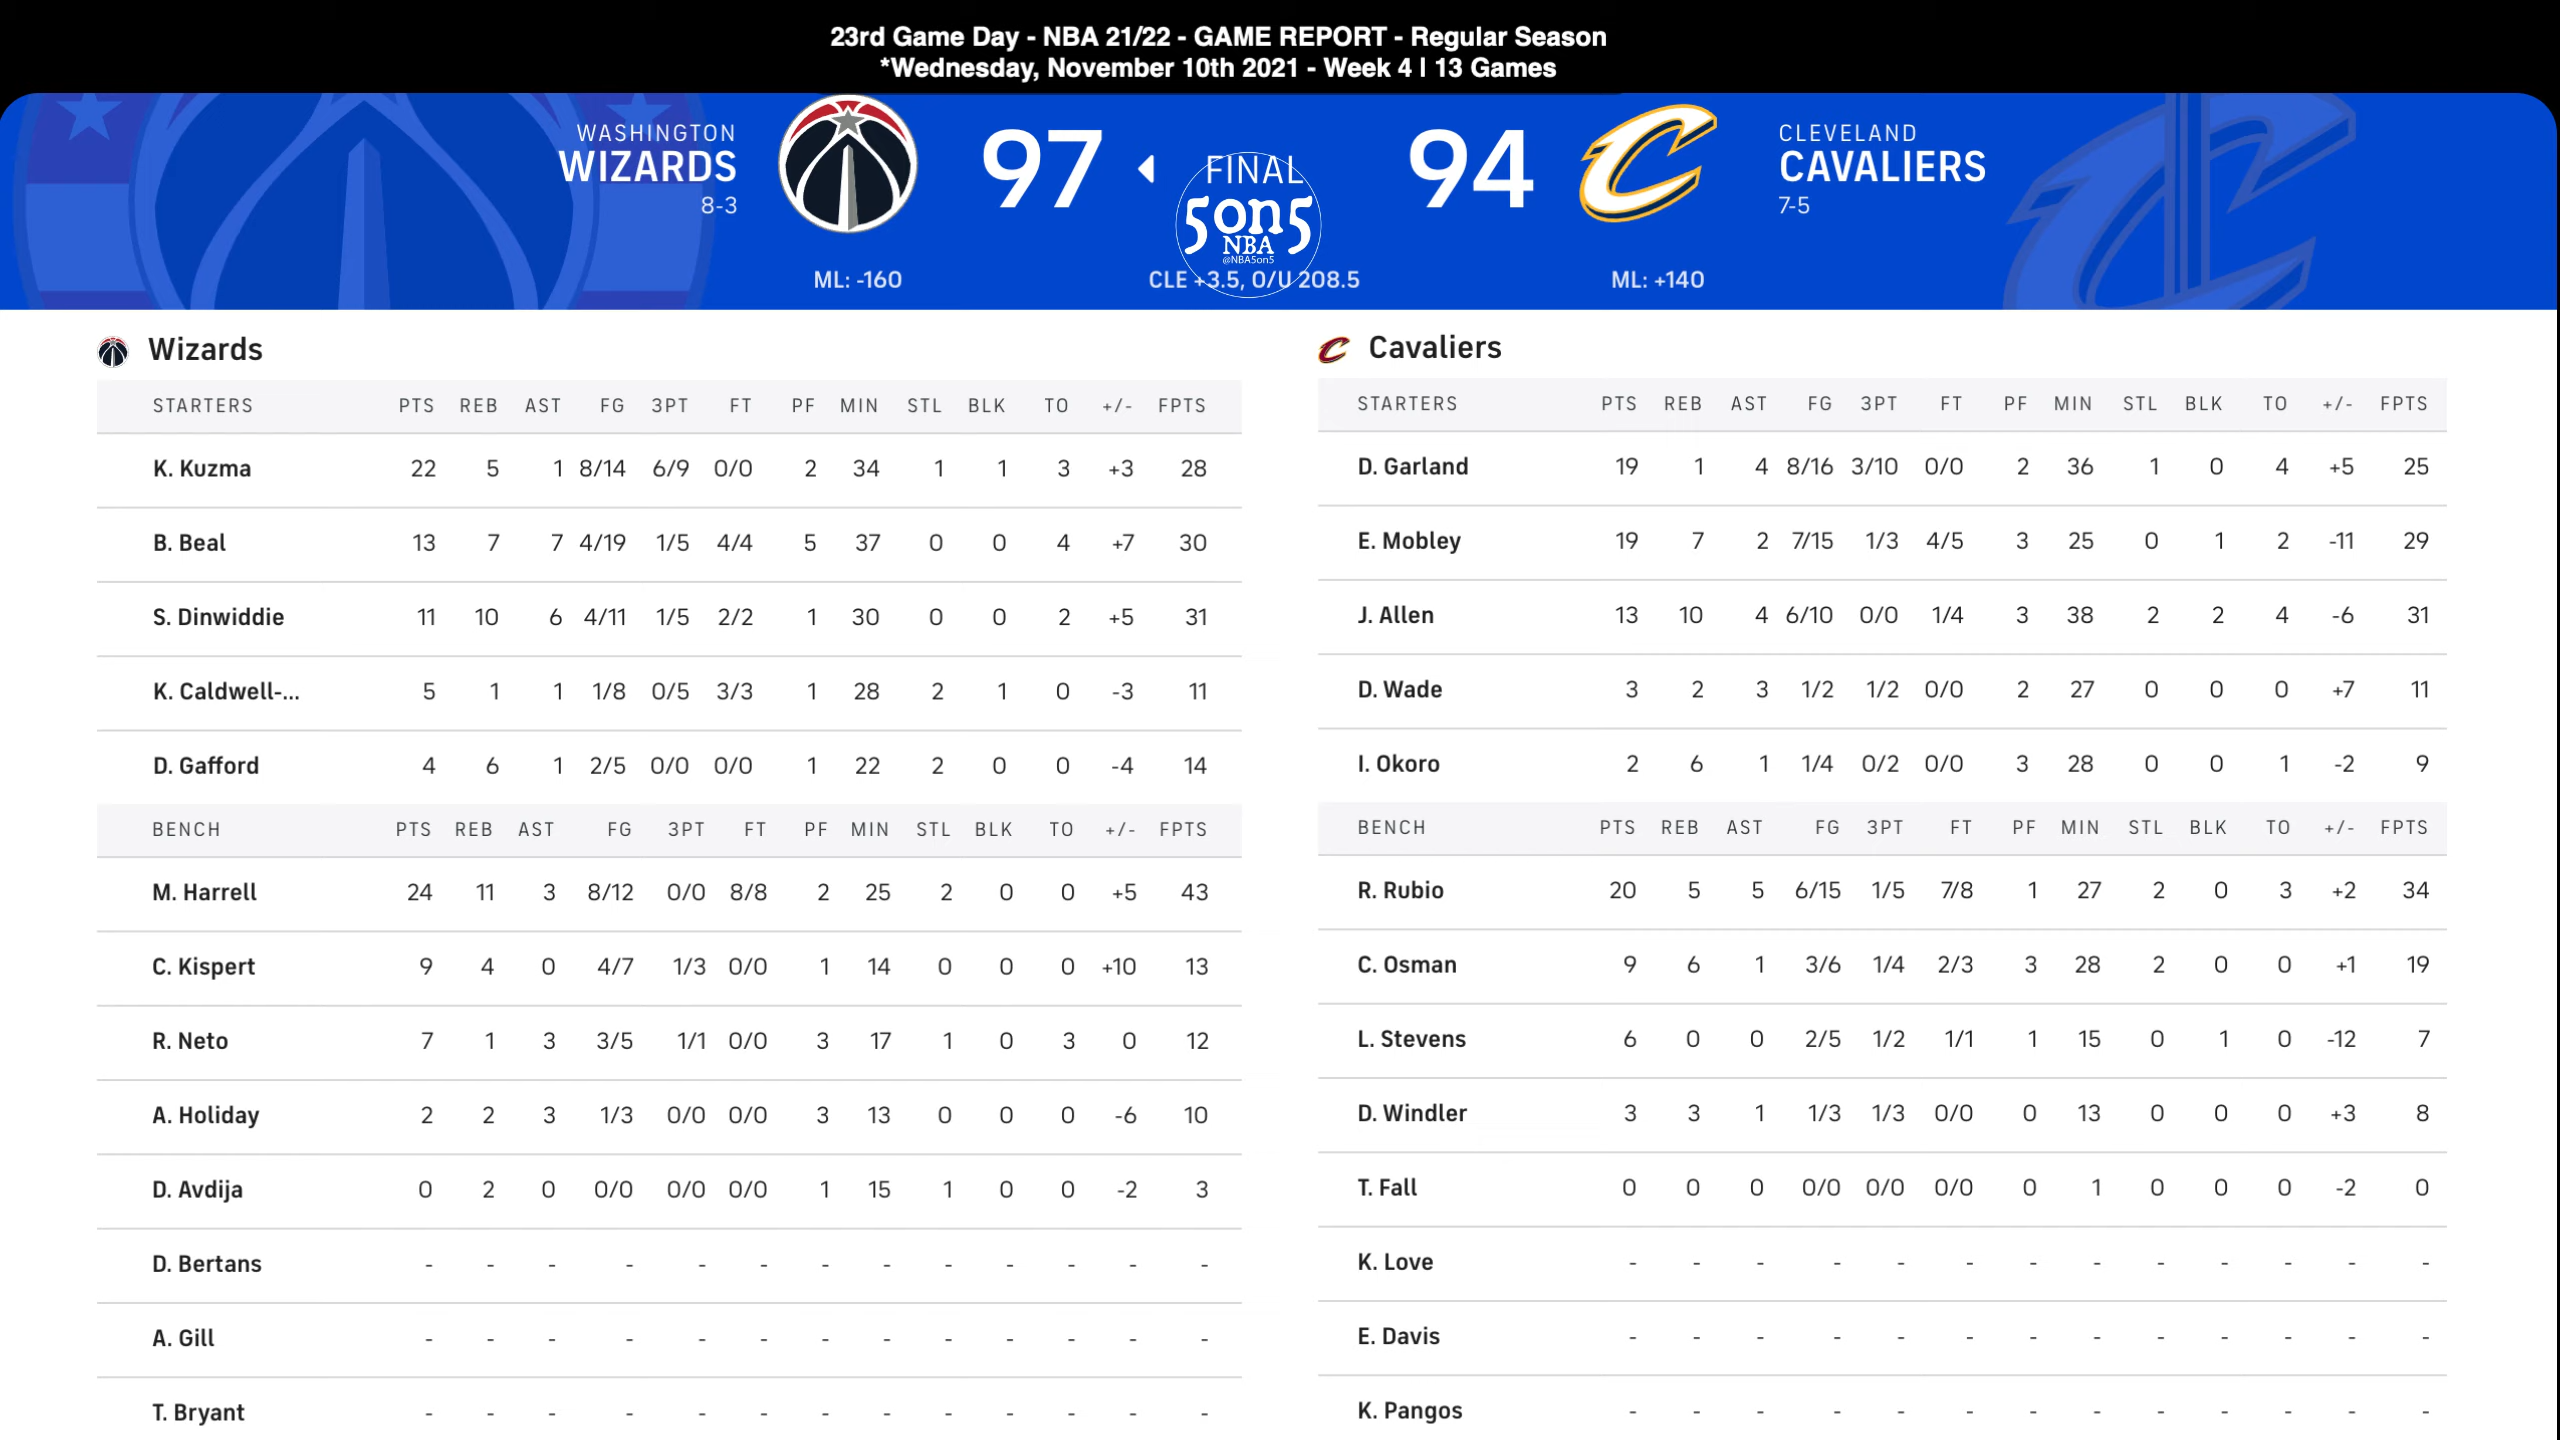 23rd Game Day - NBA 21/22 - GAME REPORT - Regular Season
*Wednesday, November 10th 2021 - Week 4 | 13 Games
WASHINGTON
WIZARDS
8-3
ML: -160
97
FINAL
5on5
NBA
@NBA5on5
CLE +3.5, O/U 208.5
94
ML: +140
CLEVELAND
CAVALIERS
7-5
Wizards
STARTERS PTS REB AST FG 3PT FT PF MIN STL BLK TO +/- FPTS
K. Kuzma 22 5 1 8/14 6/9 0/0 2 34 1 1 3 +3 28
B. Beal 13 7 7 4/19 1/5 4/4 5 37 0 0 4 +7 30
S. Dinwiddie 11 10 6 4/11 1/5 2/2 1 30 0 0 2 +5 31
K. Caldwell-... 5 1 1 1/8 0/5 3/3 1 28 2 1 0 -3 11
D. Gafford 4 6 1 2/5 0/0 0/0 1 22 2 0 0 -4 14
BENCH PTS REB AST FG 3PT FT PF MIN STL BLK TO +/- FPTS
M. Harrell 24 11 3 8/12 0/0 8/8 2 25 2 0 0 +5 43
C. Kispert 9 4 0 4/7 1/3 0/0 1 14 0 0 0 +10 13
R. Neto 7 1 3 3/5 1/1 0/0 3 17 1 0 3 0 12
A. Holiday 2 2 3 1/3 0/0 0/0 3 13 0 0 0 -6 10
D. Avdija 0 2 0 0/0 0/0 0/0 1 15 1 0 0 -2 3
D. Bertans - - - - - - - - - - - - -
A. Gill - - - - - - - - - - - - -
T. Bryant - - - - - - - - - - - - -
Cavaliers
STARTERS PTS REB AST FG 3PT FT PF MIN STL BLK TO +/- FPTS
D. Garland 19 1 4 8/16 3/10 0/0 2 36 1 0 4 +5 25
E. Mobley 19 7 2 7/15 1/3 4/5 3 25 0 1 2 -11 29
J. Allen 13 10 4 6/10 0/0 1/4 3 38 2 2 4 -6 31
D. Wade 3 2 3 1/2 1/2 0/0 2 27 0 0 0 +7 11
I. Okoro 2 6 1 1/4 0/2 0/0 3 28 0 0 1 -2 9
BENCH PTS REB AST FG 3PT FT PF MIN STL BLK TO +/- FPTS
R. Rubio 20 5 5 6/15 1/5 7/8 1 27 2 0 3 +2 34
C. Osman 9 6 1 3/6 1/4 2/3 3 28 2 0 0 +1 19
L. Stevens 6 0 0 2/5 1/2 1/1 1 15 0 1 0 -12 7
D. Windler 3 3 1 1/3 1/3 0/0 0 13 0 0 0 +3 8
T. Fall 0 0 0 0/0 0/0 0/0 0 1 0 0 0 -2 0
K. Love - - - - - - - - - - - - -
E. Davis - - - - - - - - - - - - -
K. Pangos - - - - - - - - - - - - -